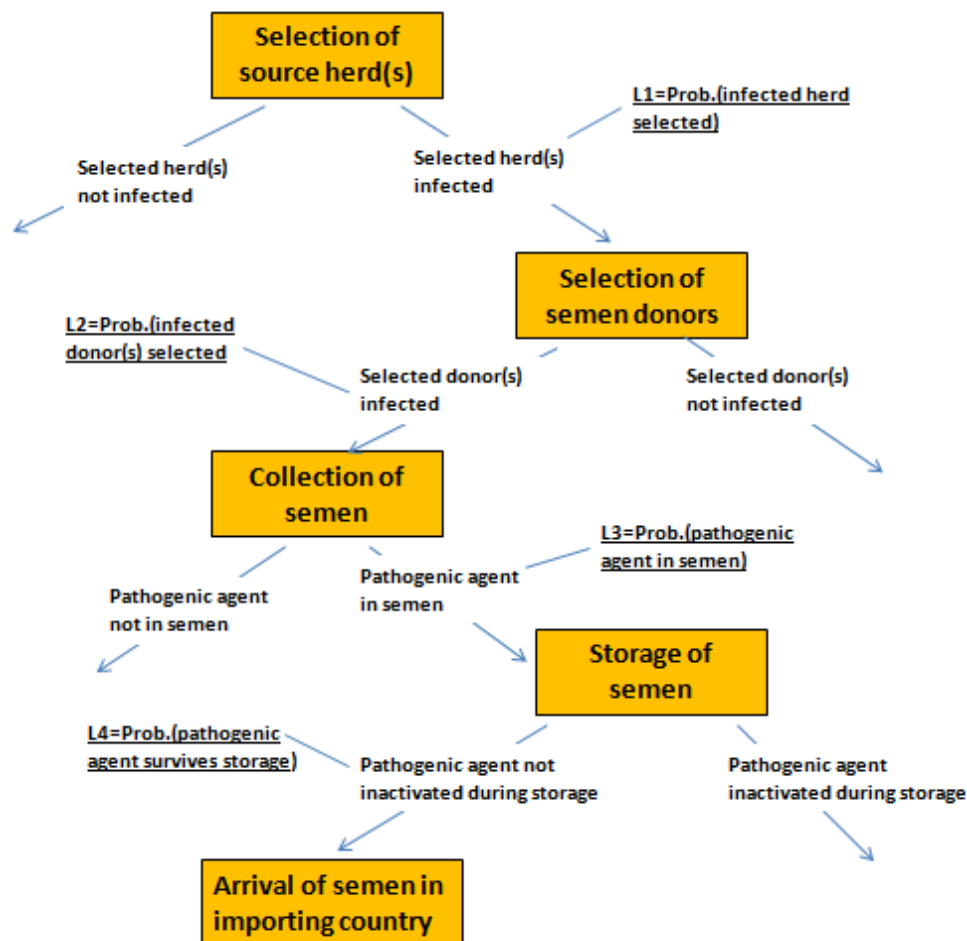 Selection of
source herd(s)
L1=Prob.(infected herd
selected)
Selected herd(s)
not infected
Selected herd(s)
infected
Selection of
semen donors
L2=Prob.(infected
donor(s) selected
Selected donor(s)
infected
Selected donor(s)
not infected
Collection of
semen
L3=Prob.(pathogenic
agent in semen)
Pathogenic agent
not in semen
Pathogenic agent
in semen
Storage of
semen
L4=Prob.(pathogenic
agent survives storage)
Pathogenic agent not
inactivated during storage
Pathogenic agent
inactivated during storage
Arrival of semen in
importing country